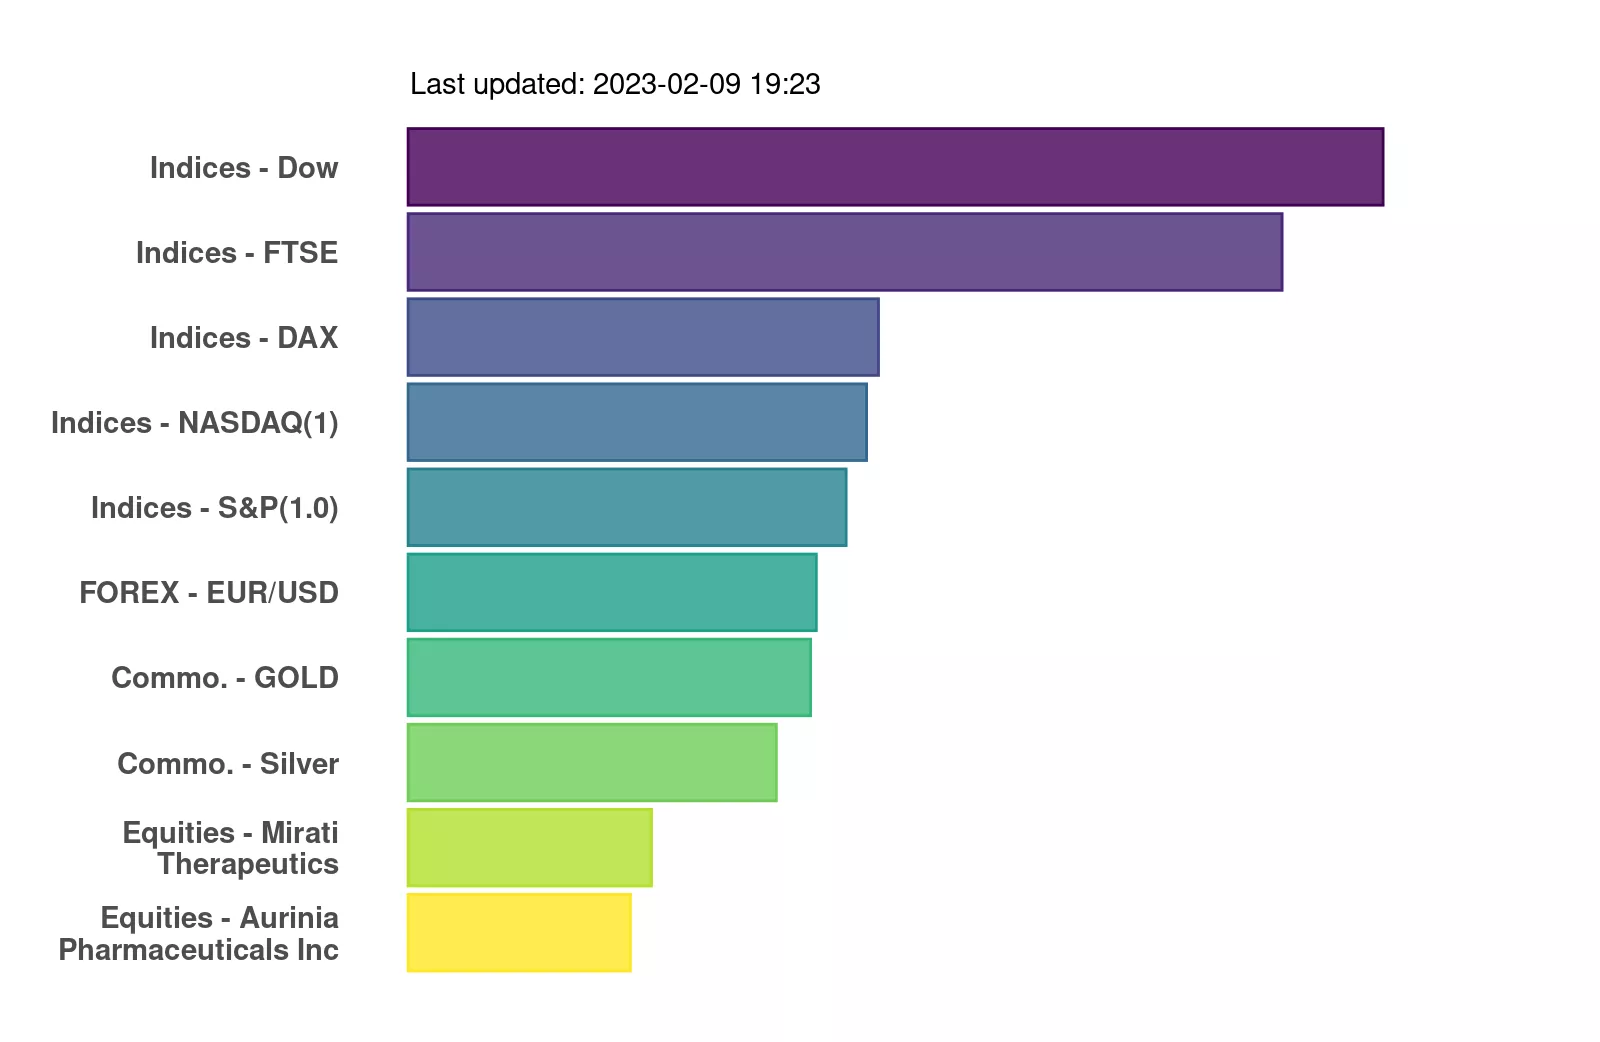 Last updated: 2023-02-09 19:23
Indices - Dow
Indices - FTSE
Indices - DAX
Indices - NASDAQ(1)
Indices - S&P(1.0)
FOREX - EUR/USD
Commo. - GOLD
Commo. - Silver
Equities - Mirati
Therapeutics
Equities - Aurinia
Pharmaceuticals Inc